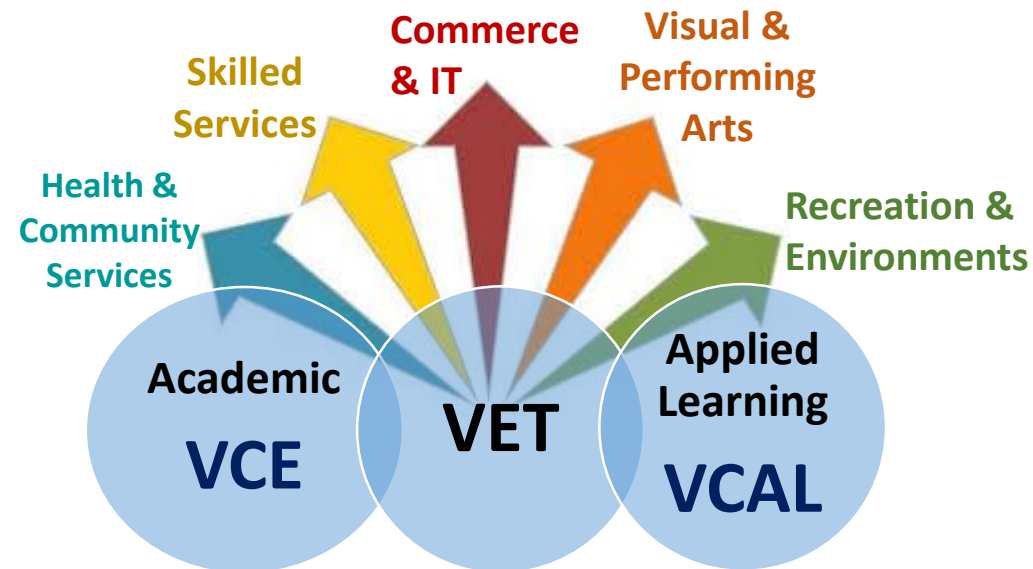 Health &
Community
Services
Skilled
Services
Commerce
& IT
Visual &
Performing
Arts
Recreation &
Environments
Academic
VCE
VET
Applied
Learning
VCAL